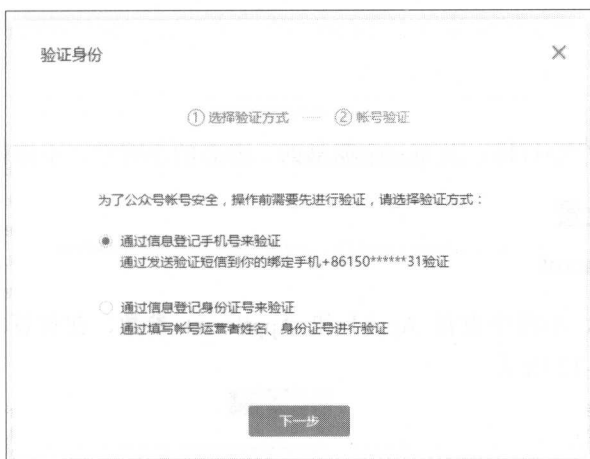 验证身份
×
① 选择验证方式 ── ② 帐号验证
为了公众号帐号安全，操作前需要先进行验证，请选择验证方式：
通过信息登记手机号来验证
通过发送验证短信到你的绑定手机+86150******31验证
通过信息登记身份证号来验证
通过填写帐号运营者姓名、身份证号进行验证
下一步